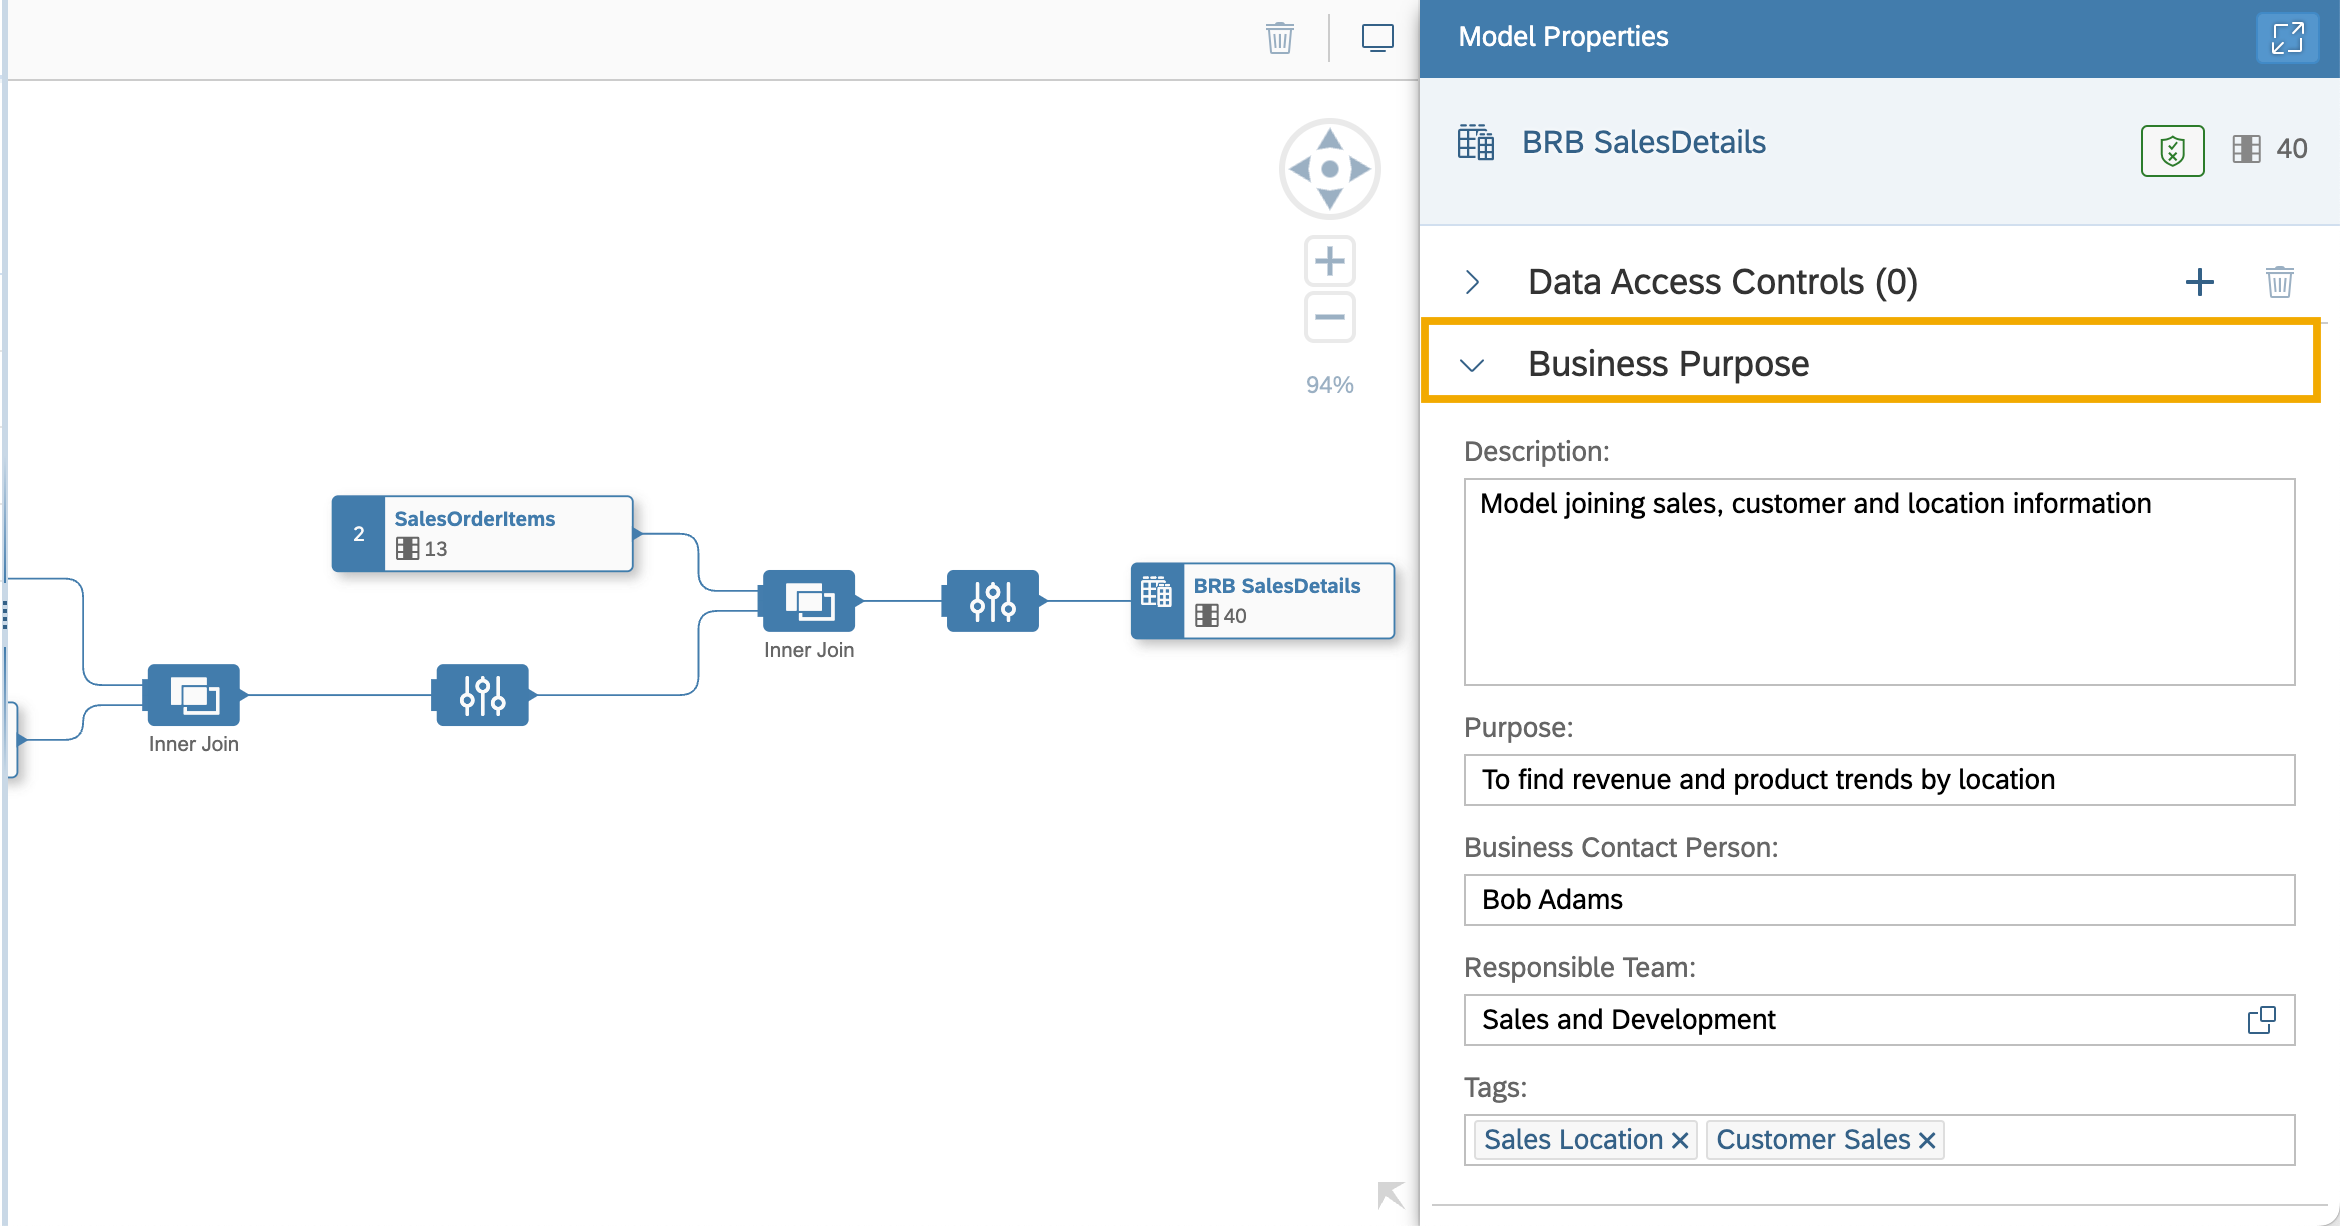 94%
2
SalesOrderItems
13
Inner Join
Inner Join
BRB SalesDetails
40
Model Properties
BRB SalesDetails
40
Data Access Controls (0)
Business Purpose
Description:
Model joining sales, customer and location information
Purpose:
To find revenue and product trends by location
Business Contact Person:
Bob Adams
Responsible Team:
Sales and Development
Tags:
Sales Location
Customer Sales